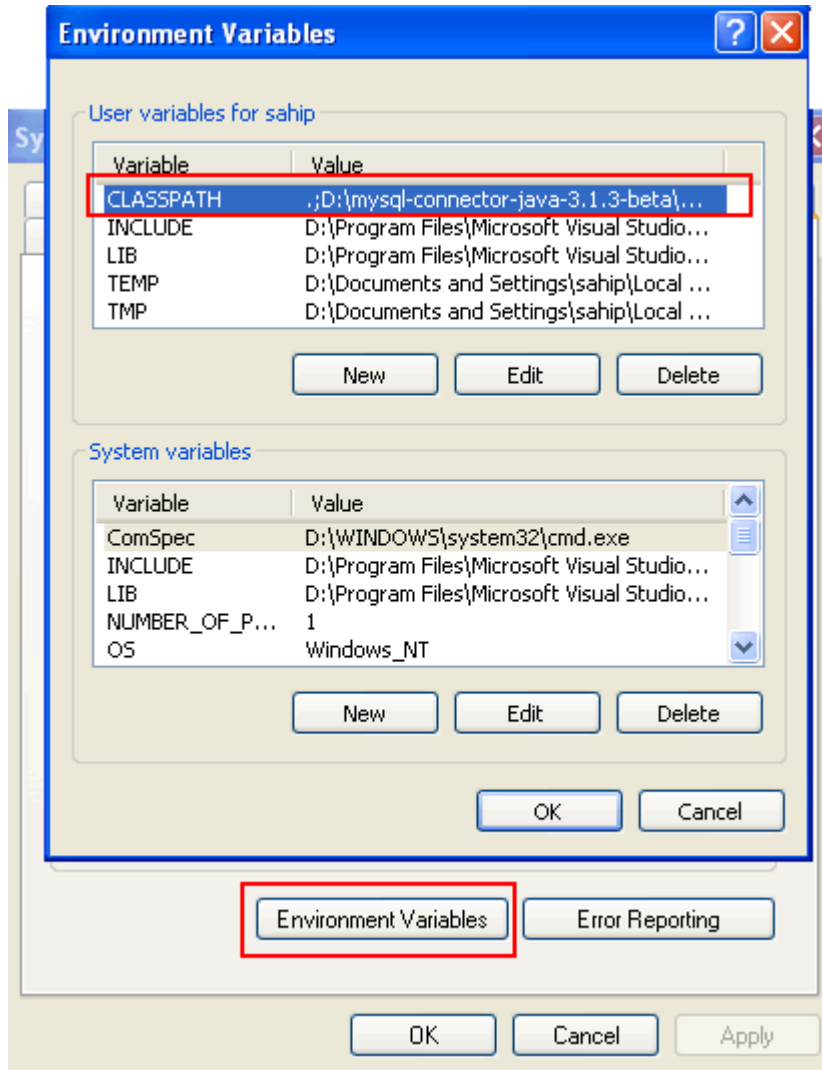 Environment Variables
Sy
User variables for sahip
Variable Value
CLASSPATH .;D:\mysql-connector-java-3.1.3-beta\...
INCLUDE D:\Program Files\Microsoft Visual Studio...
LIB D:\Program Files\Microsoft Visual Studio...
TEMP D:\Documents and Settings\sahip\Local ...
TMP D:\Documents and Settings\sahip\Local ...
New Edit Delete
System variables
Variable Value
ComSpec D:\WINDOWS\system32\cmd.exe
INCLUDE D:\Program Files\Microsoft Visual Studio...
LIB D:\Program Files\Microsoft Visual Studio...
NUMBER_OF_P... 1
OS Windows_NT
New Edit Delete
OK Cancel
Environment Variables Error Reporting
OK Cancel Apply